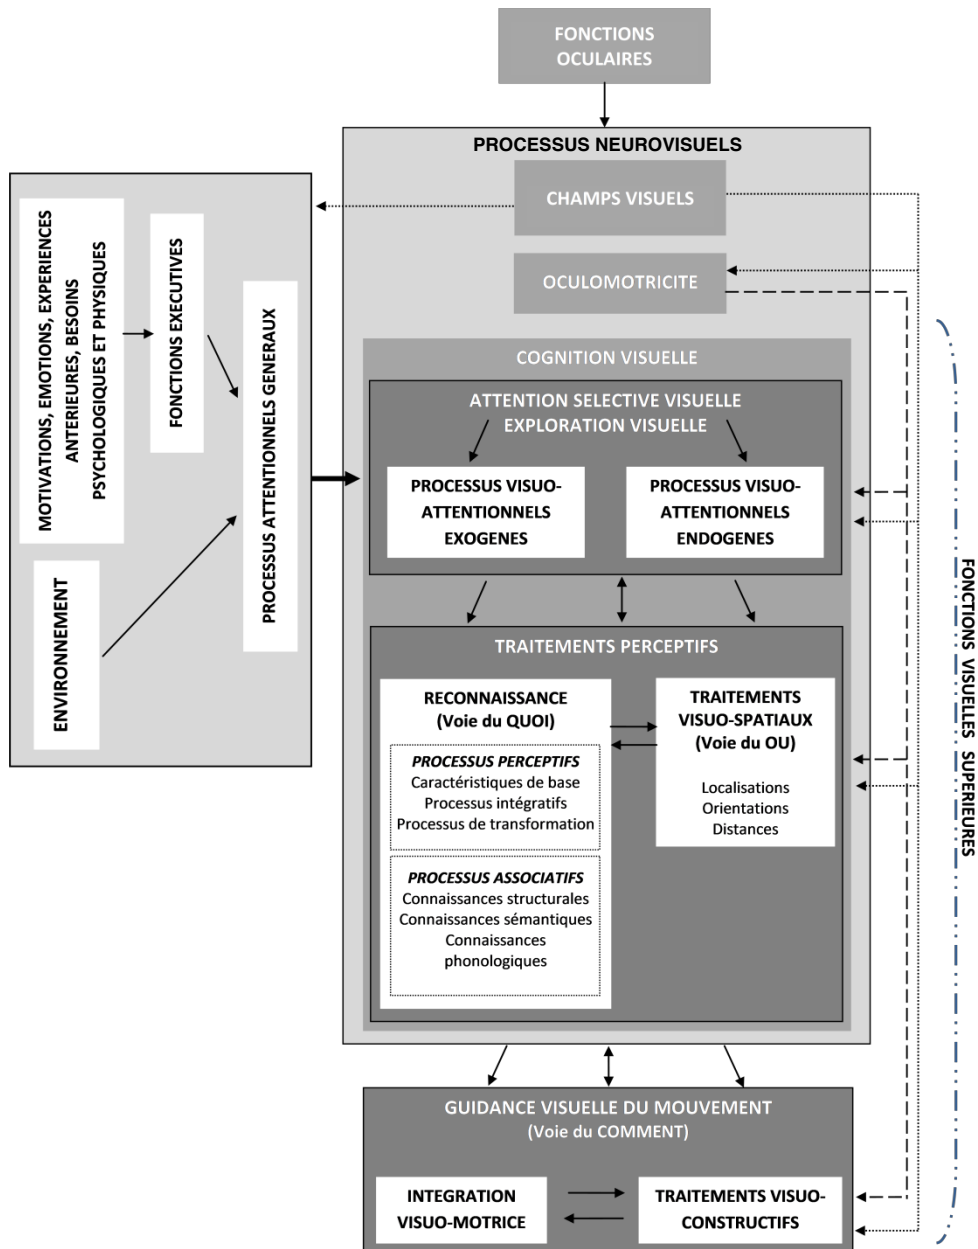 FONCTIONS
OCULAIRES
PROCESSUS NEUROVISUELS
CHAMPS VISUELS
OCULOMOTRICITE
MOTIVATIONS, EMOTIONS, EXPERIENCES
ANTERIEURES, BESOINS
PSYCHOLOGIQUES ET PHYSIQUES
FONCTIONS EXECUTIVES
PROCESSUS ATTENTIONNELS GENERAUX
ENVIRONNEMENT
COGNITION VISUELLE
ATTENTION SELECTIVE VISUELLE
EXPLORATION VISUELLE
PROCESSUS VISUO-
ATTENTIONNELS
EXOGENES
PROCESSUS VISUO-
ATTENTIONNELS
ENDOGENES
TRAITEMENTS PERCEPTIFS
RECONNAISSANCE
(Voie du QUOI)
PROCESSUS PERCEPTIFS
Caractéristiques de base
Processus intégratifs
Processus de transformation
PROCESSUS ASSOCIATIFS
Connaissances structurales
Connaissances sémantiques
Connaissances
phonologiques
TRAITEMENTS
VISUO-SPATIAUX
(Voie du OU)
Localisations
Orientations
Distances
GUIDANCE VISUELLE DU MOUVEMENT
(Voie du COMMENT)
INTEGRATION
VISUO-MOTRICE
TRAITEMENTS VISUO-
CONSTRUCTIFS
FONCTIONS VISUELLES SUPERIEURES